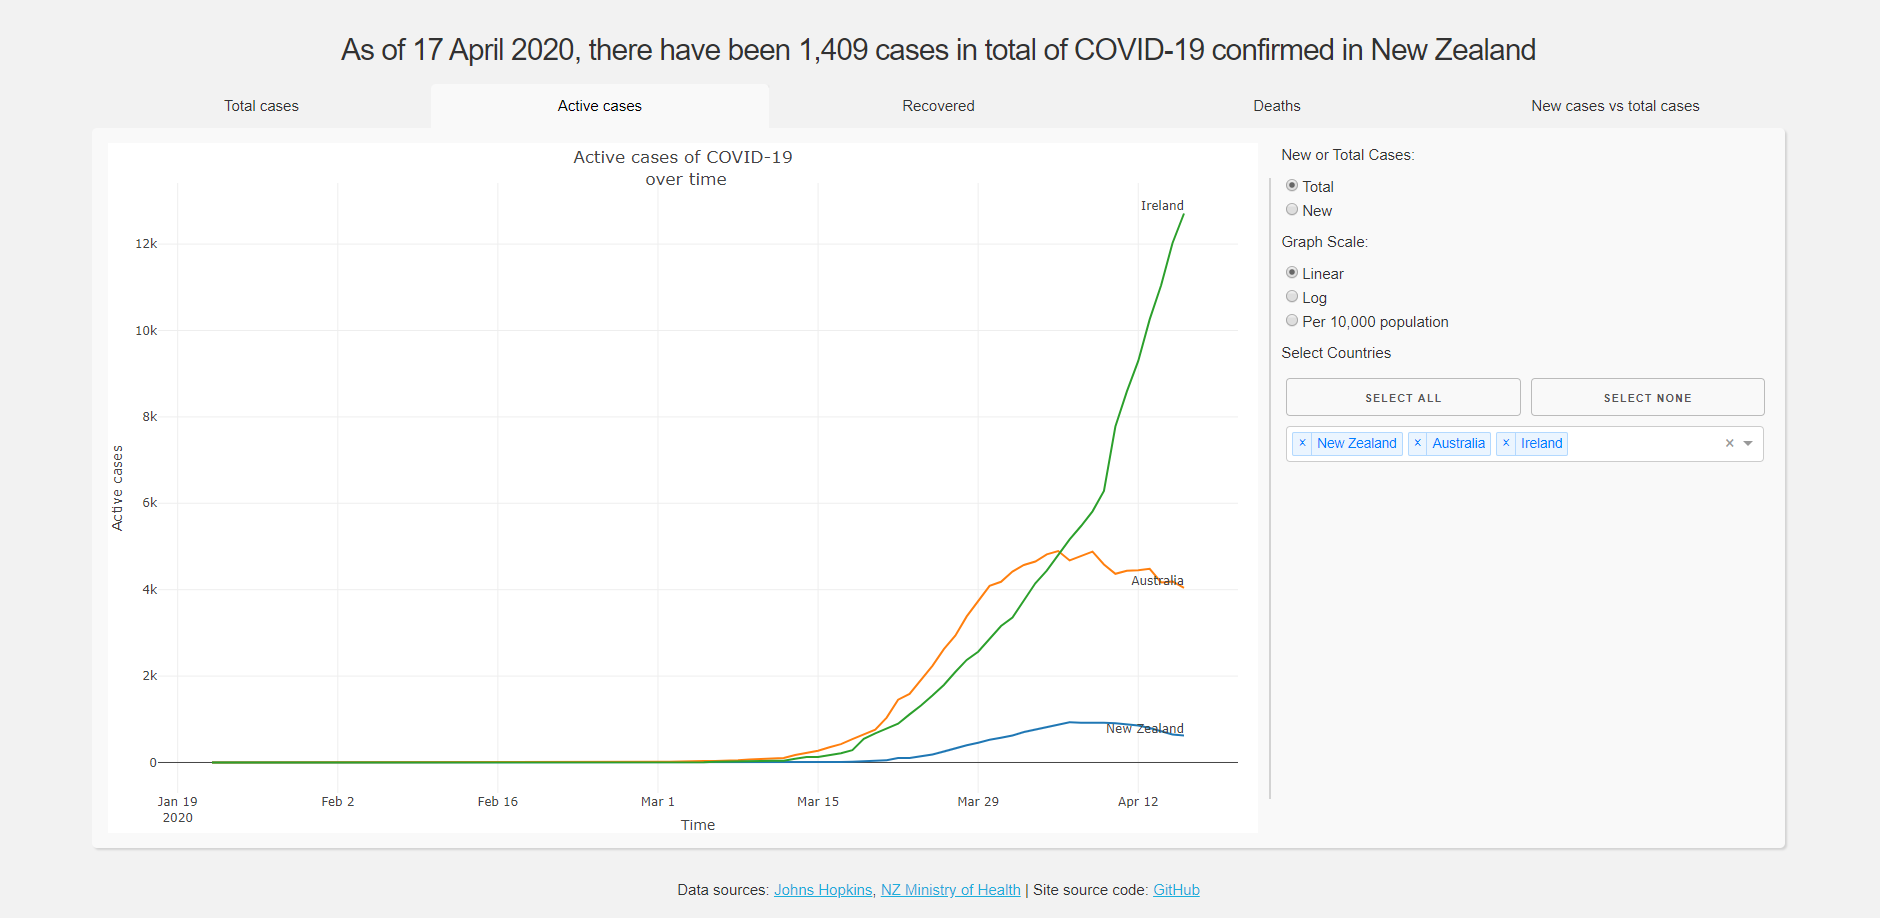 As of 17 April 2020, there have been 1,409 cases in total of COVID-19 confirmed in New Zealand
Total cases
Active cases
Recovered
Deaths
New cases vs total cases
Active cases of COVID-19
over time
Ireland
Australia
New Zealand
12k
10k
8k
6k
4k
2k
0
Active cases
Jan 19
2020
Feb 2
Feb 16
Mar 1
Mar 15
Mar 29
Apr 12
Time
New or Total Cases:
Total
New
Graph Scale:
Linear
Log
Per 10,000 population
Select Countries
SELECT ALL
SELECT NONE
× New Zealand × Australia × Ireland ×
Data sources: Johns Hopkins, NZ Ministry of Health | Site source code: GitHub